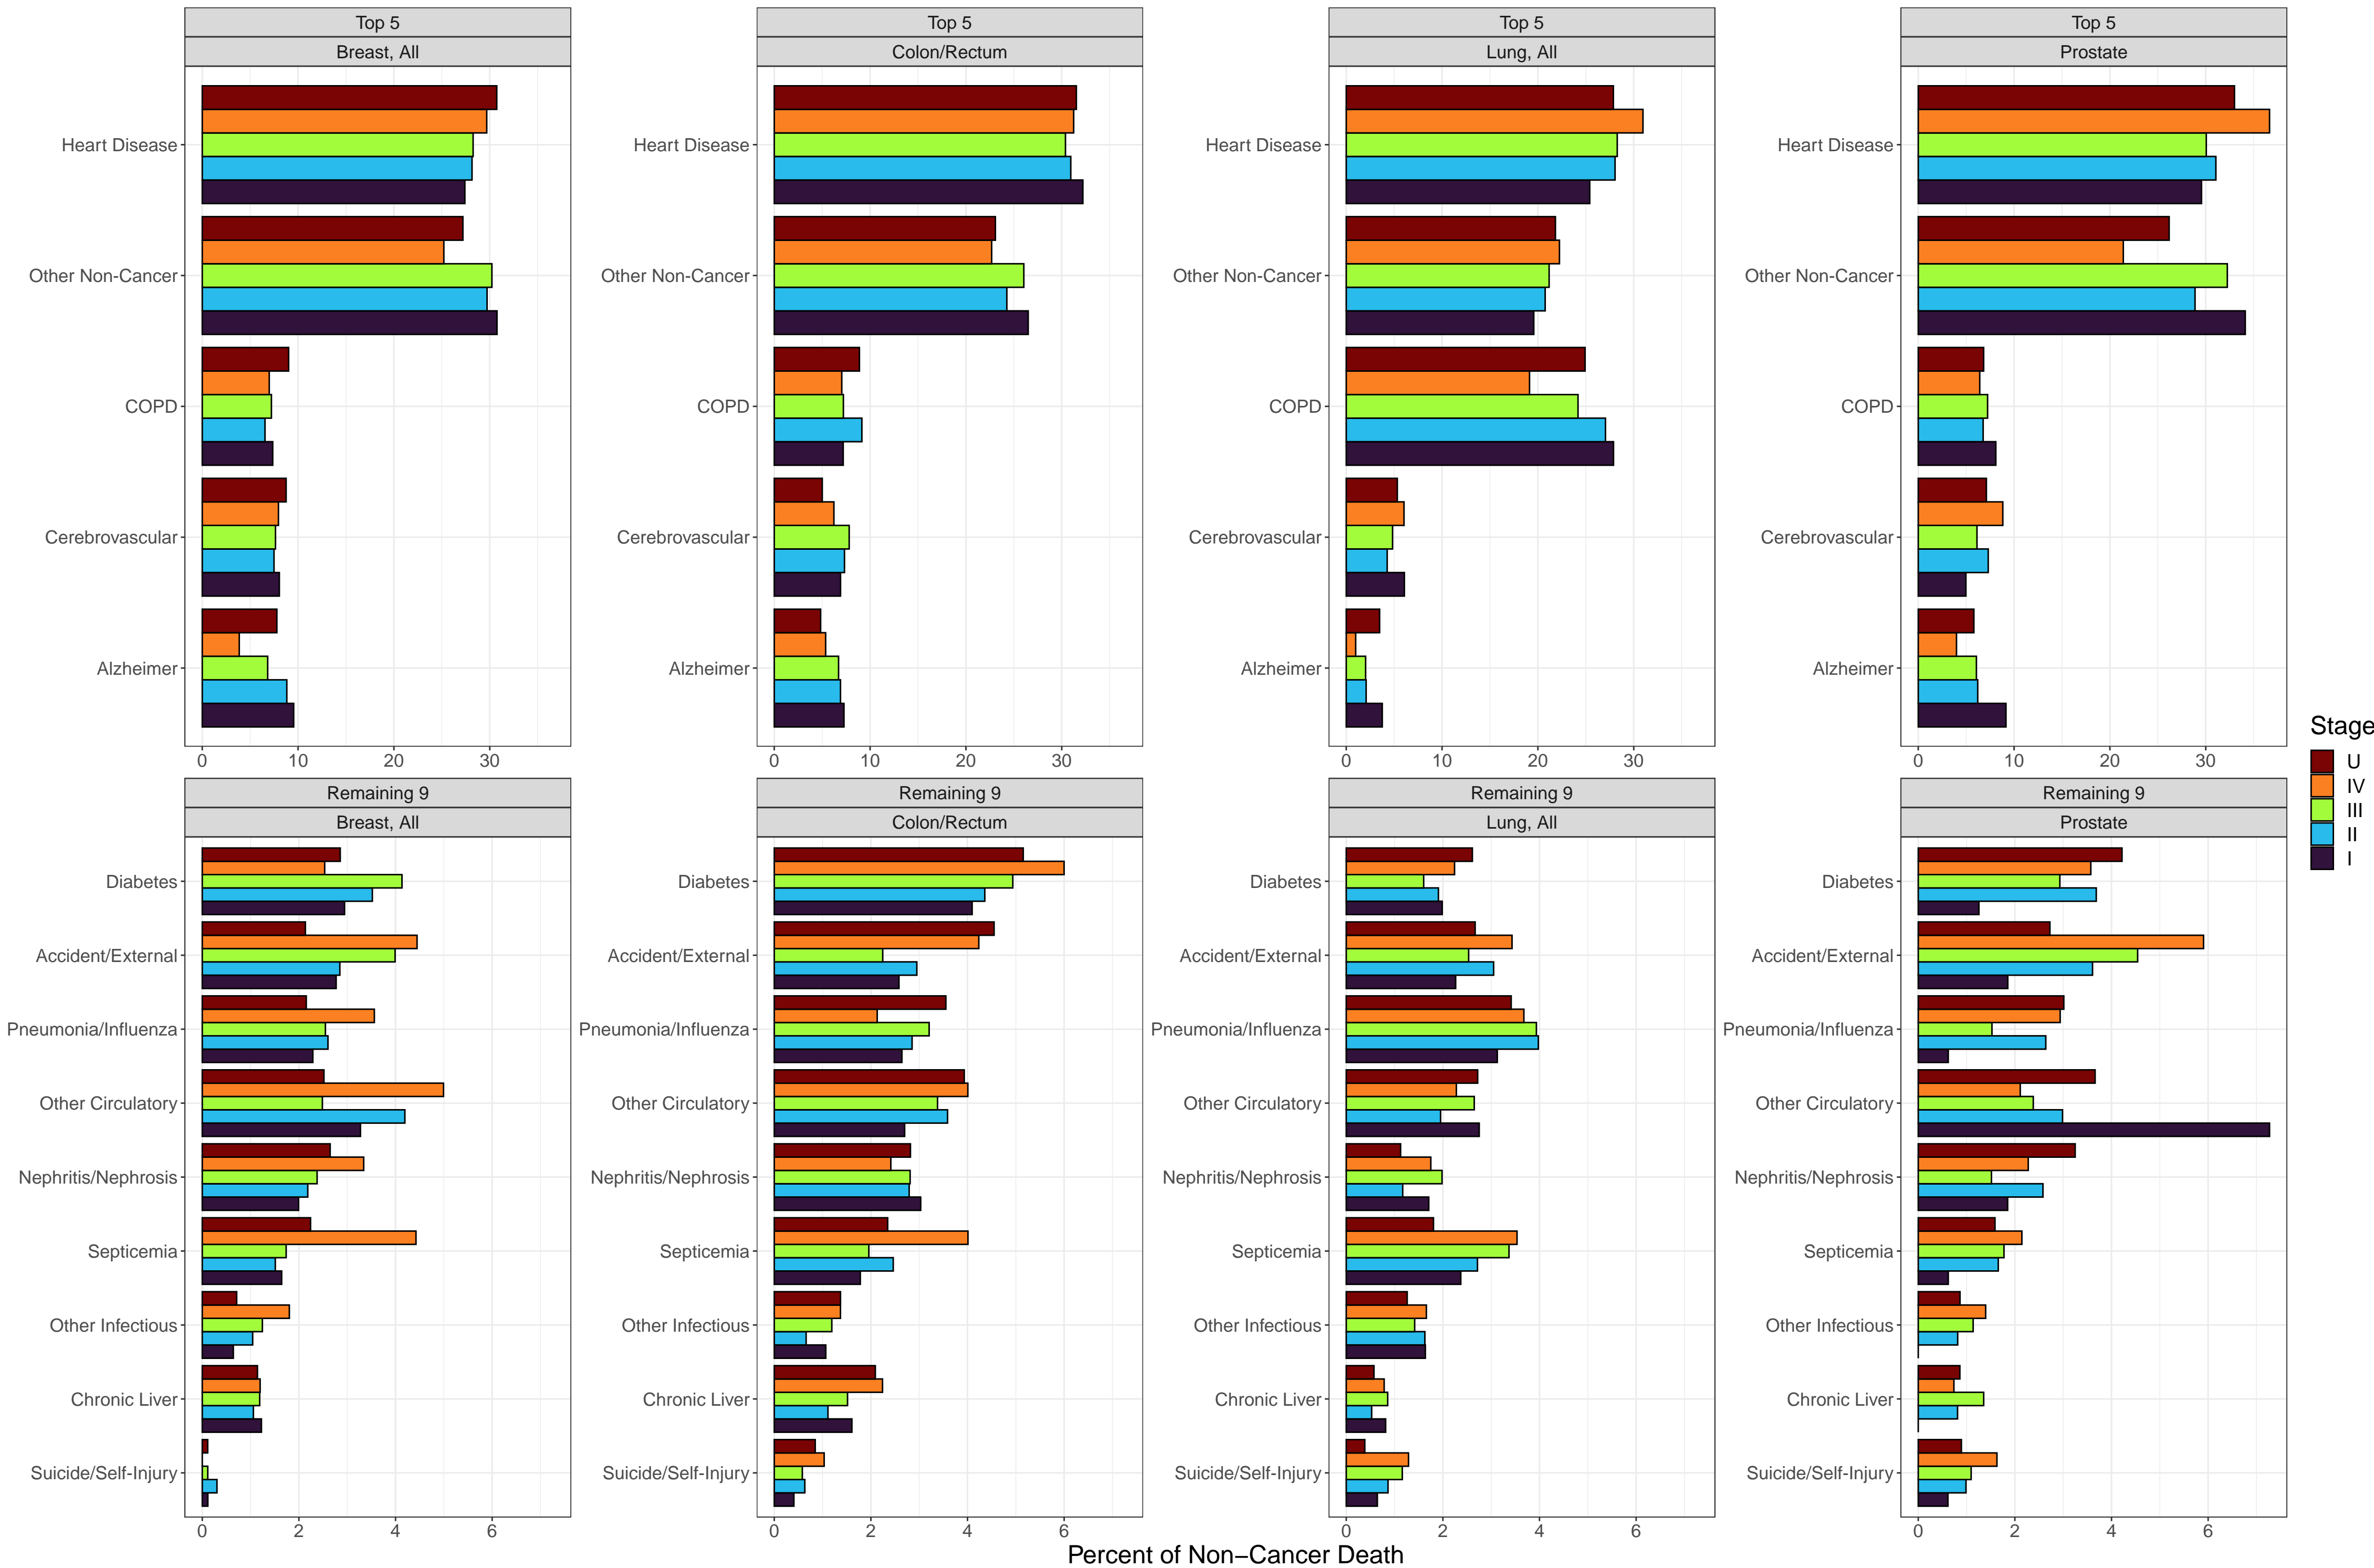 Top 5
Breast, All
Heart Disease
Other Non-Cancer
COPD
Cerebrovascular
Alzheimer
0 10 20 30
Top 5
Colon/Rectum
Heart Disease
Other Non-Cancer
COPD
Cerebrovascular
Alzheimer
0 10 20 30
Top 5
Lung, All
Heart Disease
Other Non-Cancer
COPD
Cerebrovascular
Alzheimer
0 10 20 30
Top 5
Prostate
Heart Disease
Other Non-Cancer
COPD
Cerebrovascular
Alzheimer
0 10 20 30
Remaining 9
Breast, All
Diabetes
Accident/External
Pneumonia/Influenza
Other Circulatory
Nephritis/Nephrosis
Septicemia
Other Infectious
Chronic Liver
Suicide/Self-Injury
0 2 4 6
Remaining 9
Colon/Rectum
Diabetes
Accident/External
Pneumonia/Influenza
Other Circulatory
Nephritis/Nephrosis
Septicemia
Other Infectious
Chronic Liver
Suicide/Self-Injury
0 2 4 6
Remaining 9
Lung, All
Diabetes
Accident/External
Pneumonia/Influenza
Other Circulatory
Nephritis/Nephrosis
Septicemia
Other Infectious
Chronic Liver
Suicide/Self-Injury
0 2 4 6
Remaining 9
Prostate
Diabetes
Accident/External
Pneumonia/Influenza
Other Circulatory
Nephritis/Nephrosis
Septicemia
Other Infectious
Chronic Liver
Suicide/Self-Injury
0 2 4 6
Percent of Non−Cancer Death
Stage
U
IV
III
II
I